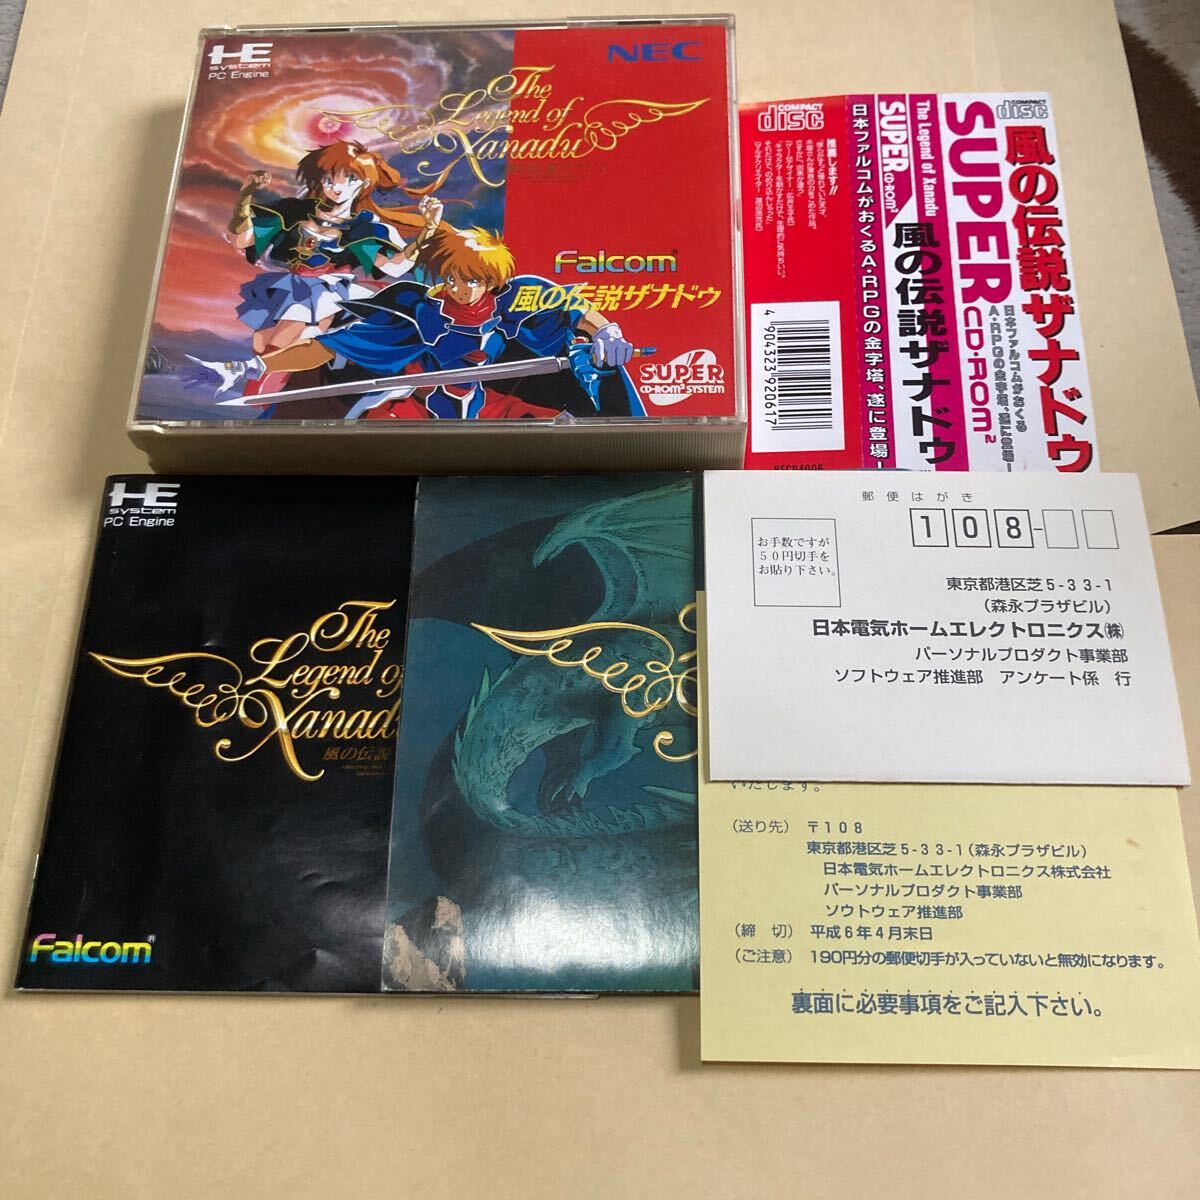 HE
system
PC Engine
NEC
The
Legend of
Xanadu
Falcom®
風の伝説ザナドゥ
SUPER
CD-ROM² SYSTEM
COMPACT
disc
推薦します!!
さすがに、出来が違う
4 904323 920617
The Legend of Xanadu
SUPER CD-ROM²
風の伝説ザナドゥ
日本ファルコムがおくるA・RPGの金字塔、遂に登場!
COMPACT
disc
SUPER CD-ROM²
日本ファルコムがおくる
A・RPGの金字塔、遂に登場!
風の伝説ザナドゥ
HE
system
PC Engine
The
Legend of
Xanadu
風の伝説
Falcom®
郵便はがき
108-
お手数ですが
50円切手を
お貼り下さい。
東京都港区芝5-33-1
(森永プラザビル)
日本電気ホームエレクトロニクス㈱
パーソナルプロダクト事業部
ソフトウェア推進部 アンケート係 行
いたします。
(送り先) 〒108
東京都港区芝5-33-1(森永プラザビル)
日本電気ホームエレクトロニクス株式会社
パーソナルプロダクト事業部
ソウトウェア推進部
(締 切) 平成6年4月末日
(ご注意) 190円分の郵便切手が入っていないと無効になります。
裏面に必要事項をご記入下さい。